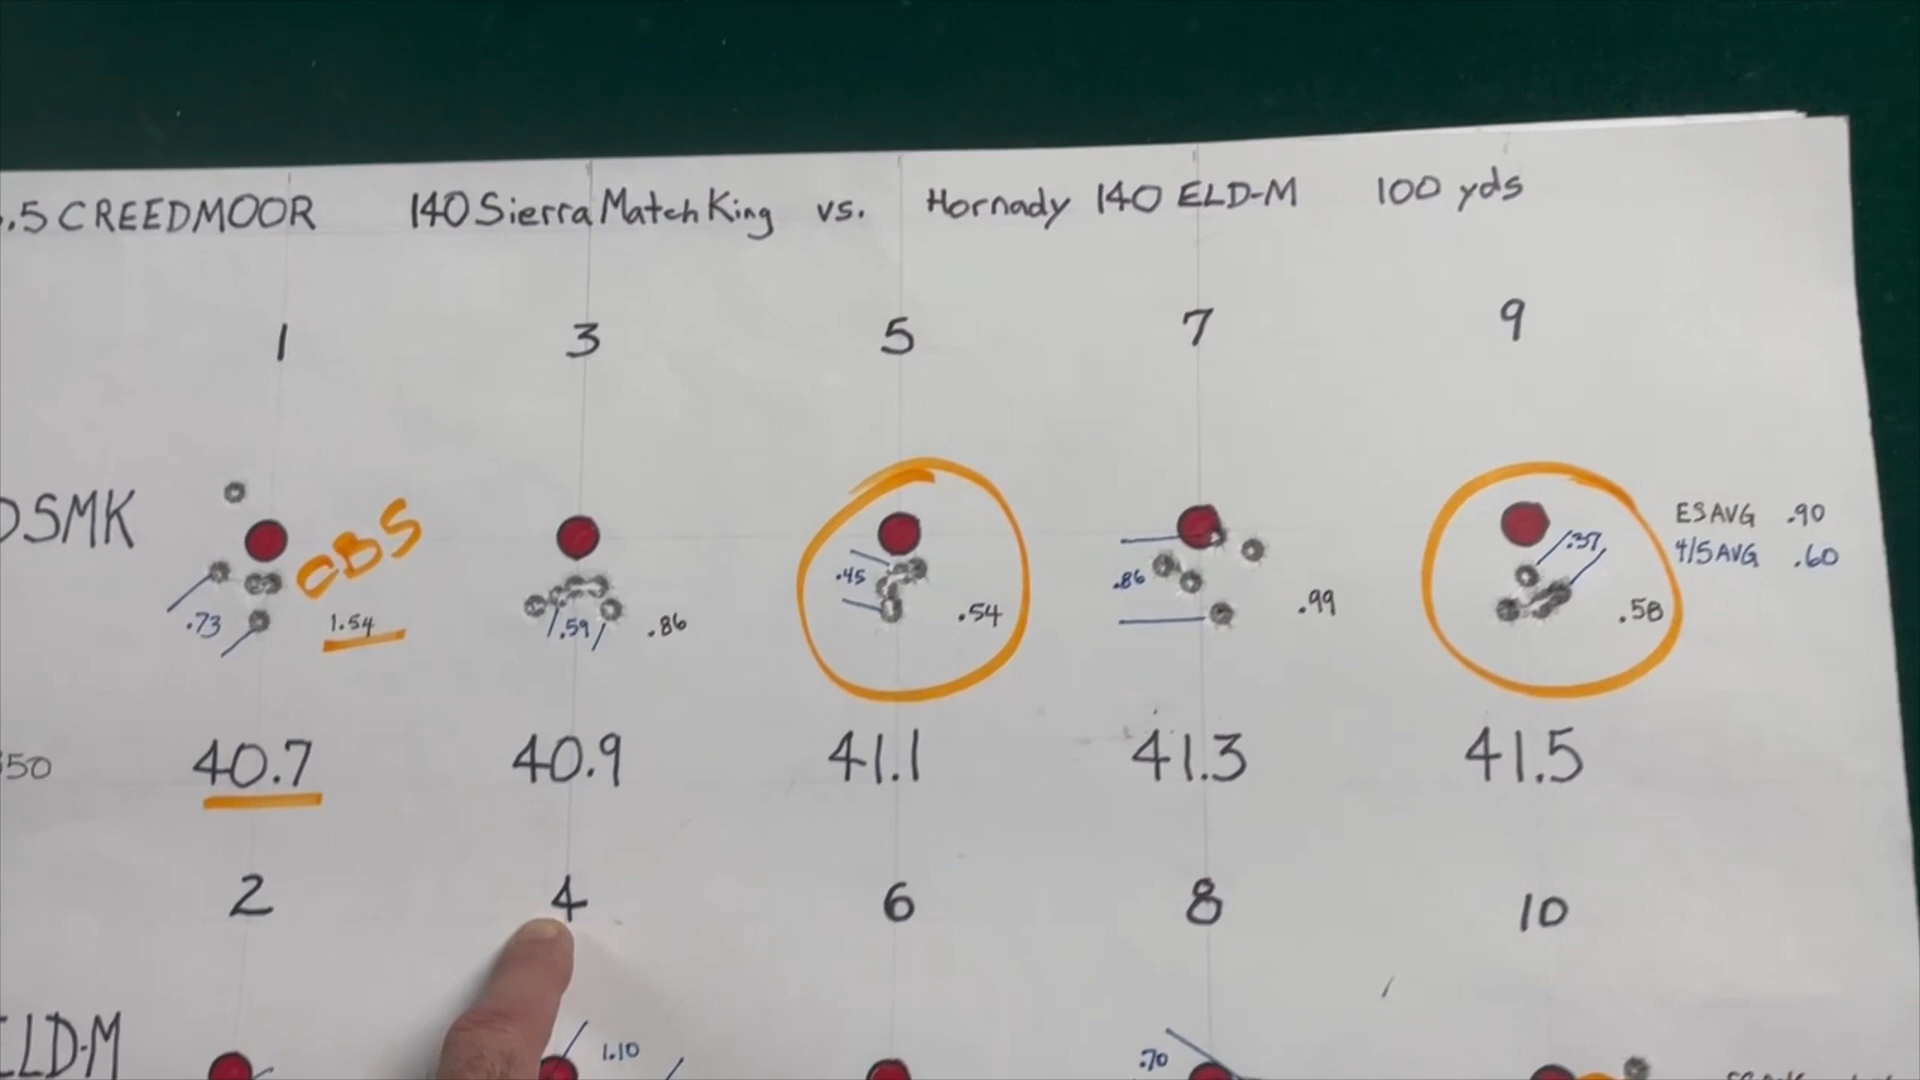 .5 CREEDMOOR 140 Sierra Match King vs. Hornady 140 ELD-M 100 yds
1 3 5 7 9
SMK
CBS
ES AVG .90
4/5 AVG .60
.73 1.54
.59 .86
.45 .54
.86 .99
.37 .58
50 40.7 40.9 41.1 41.3 41.5
2 4 6 8 10
ELD-M
1.10 .70